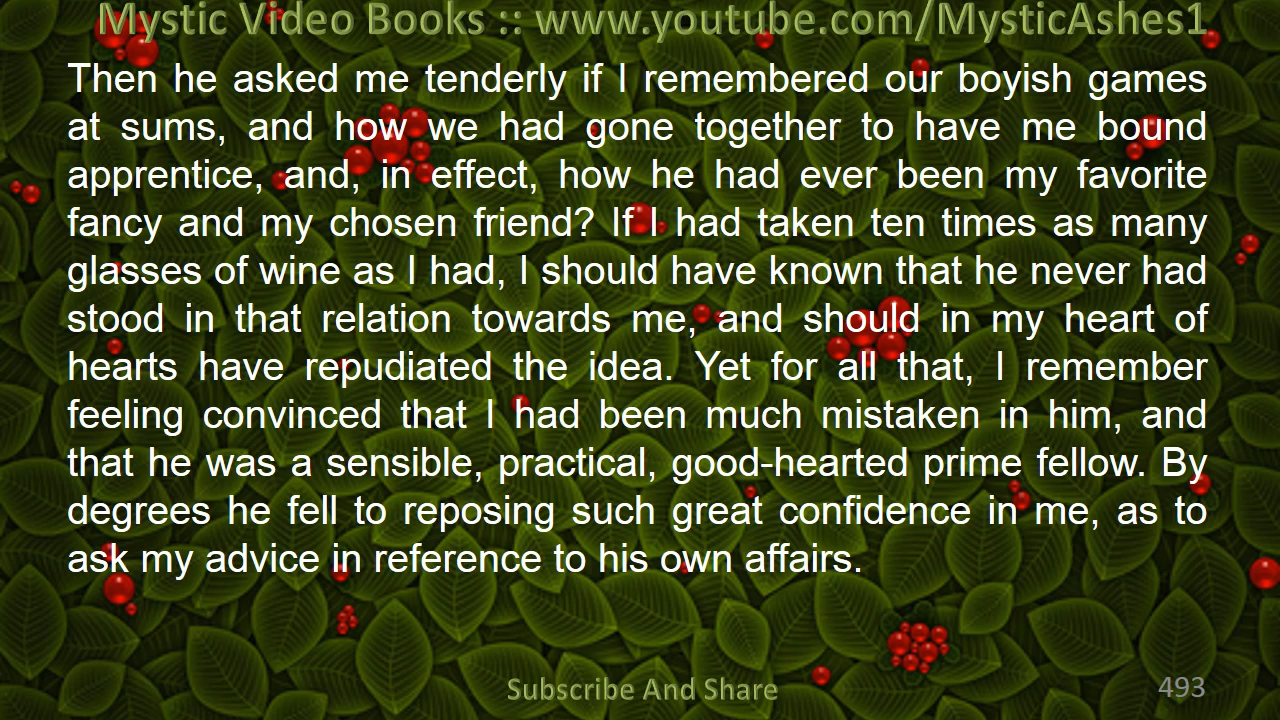 Mystic Video Books :: www.youtube.com/MysticAshes1
Then he asked me tenderly if I remembered our boyish games
at sums, and how we had gone together to have me bound
apprentice, and, in effect, how he had ever been my favorite
fancy and my chosen friend? If I had taken ten times as many
glasses of wine as I had, I should have known that he never had
stood in that relation towards me, and should in my heart of
hearts have repudiated the idea. Yet for all that, I remember
feeling convinced that I had been much mistaken in him, and
that he was a sensible, practical, good-hearted prime fellow. By
degrees he fell to reposing such great confidence in me, as to
ask my advice in reference to his own affairs.
Subscribe And Share
493